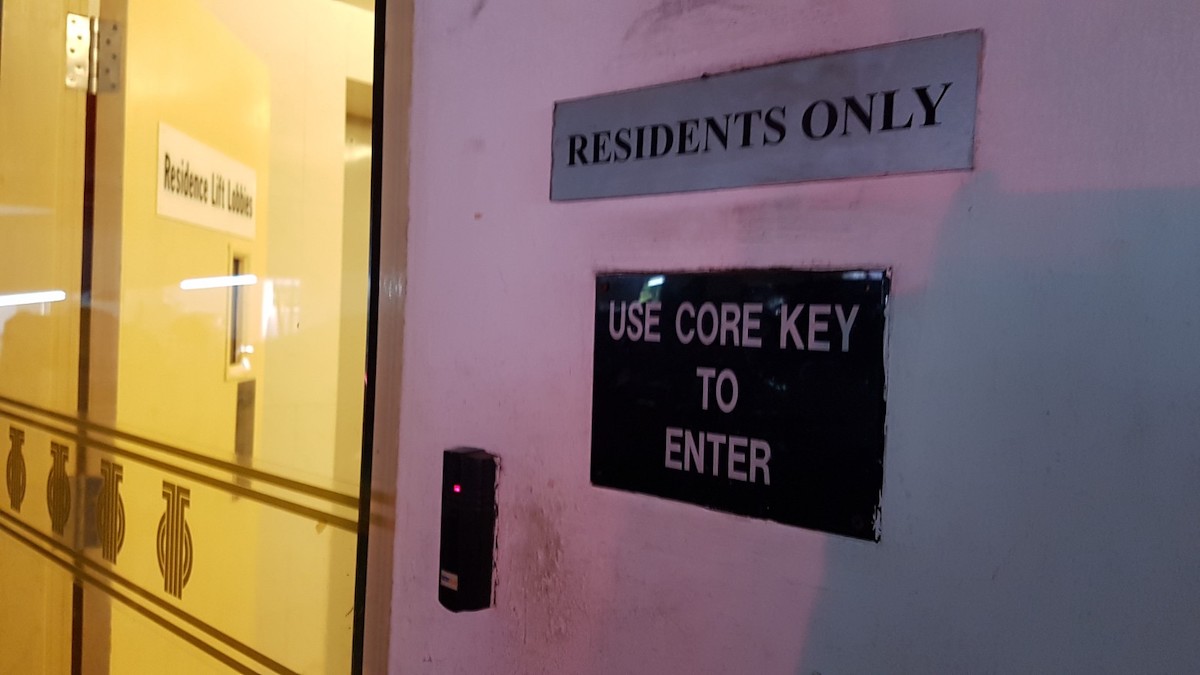 Residence Lift Lobbies
RESIDENTS ONLY
USE CORE KEY
TO
ENTER